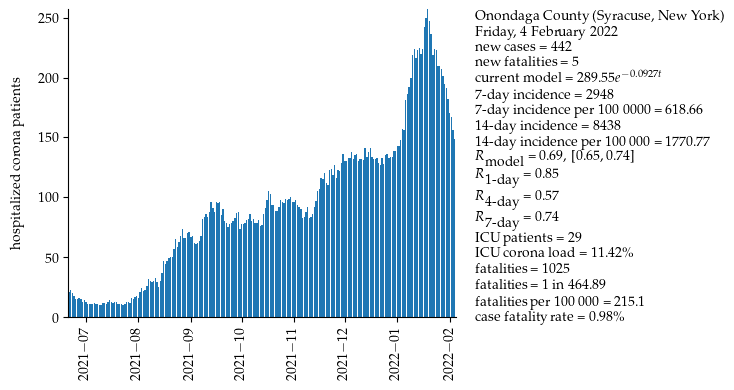 250
200
150
100
50
0
hospitalized corona patients
2021−07
2021−08
2021−09
2021−10
2021−11
2021−12
2022−01
2022−02
Onondaga County (Syracuse, New York)
Friday, 4 February 2022
new cases = 442
new fatalities = 5
current model = 289.55e^{−0.0927t}
7-day incidence = 2948
7-day incidence per 100 0000 = 618.66
14-day incidence = 8438
14-day incidence per 100 000 = 1770.77
R_model = 0.69, [0.65, 0.74]
R_1-day = 0.85
R_4-day = 0.57
R_7-day = 0.74
ICU patients = 29
ICU corona load = 11.42%
fatalities = 1025
fatalities = 1 in 464.89
fatalities per 100 000 = 215.1
case fatality rate = 0.98%